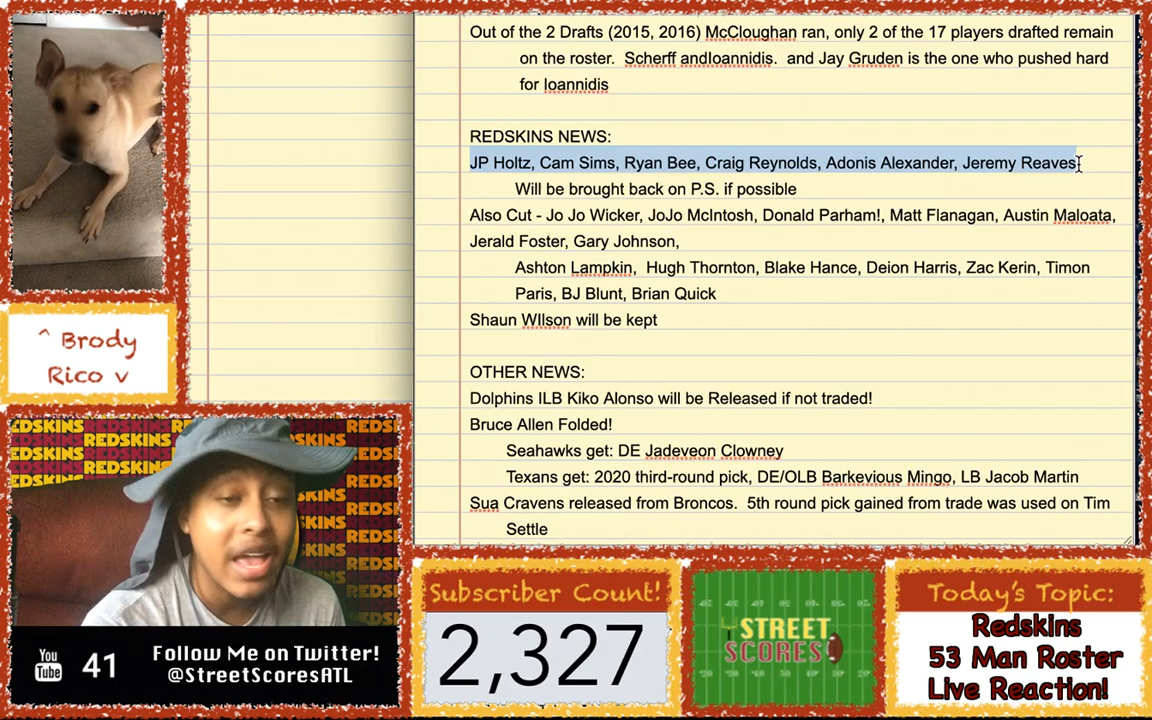 Out of the 2 Drafts (2015, 2016) McCloughan ran, only 2 of the 17 players drafted remain
on the roster.  Scherff andIoannidis.  and Jay Gruden is the one who pushed hard
for Ioannidis
REDSKINS NEWS:
JP Holtz, Cam Sims, Ryan Bee, Craig Reynolds, Adonis Alexander, Jeremy Reaves
Will be brought back on P.S. if possible
Also Cut - Jo Jo Wicker, JoJo McIntosh, Donald Parham!, Matt Flanagan, Austin Maloata,
Jerald Foster, Gary Johnson,
Ashton Lampkin,  Hugh Thornton, Blake Hance, Deion Harris, Zac Kerin, Timon
Paris, BJ Blunt, Brian Quick
Shaun WIlson will be kept
OTHER NEWS:
Dolphins ILB Kiko Alonso will be Released if not traded!
Bruce Allen Folded!
Seahawks get: DE Jadeveon Clowney
Texans get: 2020 third-round pick, DE/OLB Barkevious Mingo, LB Jacob Martin
Sua Cravens released from Broncos.  5th round pick gained from trade was used on Tim
Settle
^ Brody
Rico v
REDSKINS REDSKINS
REDSKINS
You
Tube
41
Follow Me on Twitter!
@StreetScoresATL
Subscriber Count!
2,327
STREET
SCORES
Today's Topic:
Redskins
53 Man Roster
Live Reaction!